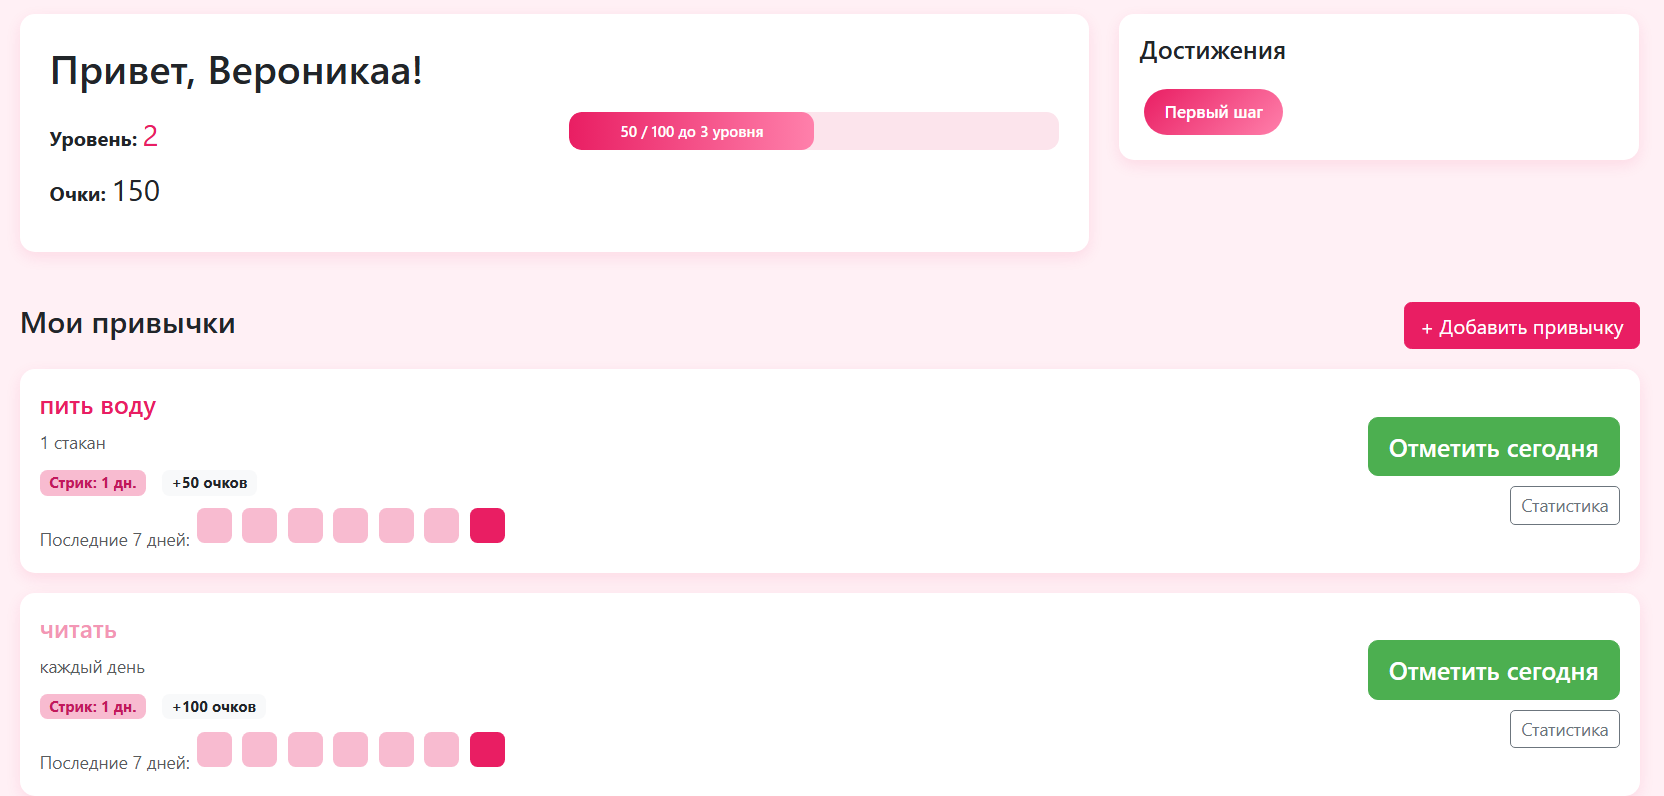 Привет, Вероникаа!
Уровень: 2
50 / 100 до 3 уровня
Очки: 150
Достижения
Первый шаг
Мои привычки
+ Добавить привычку
пить воду
1 стакан
Стрик: 1 дн.
+50 очков
Последние 7 дней:
Отметить сегодня
Статистика
читать
каждый день
Стрик: 1 дн.
+100 очков
Последние 7 дней:
Отметить сегодня
Статистика